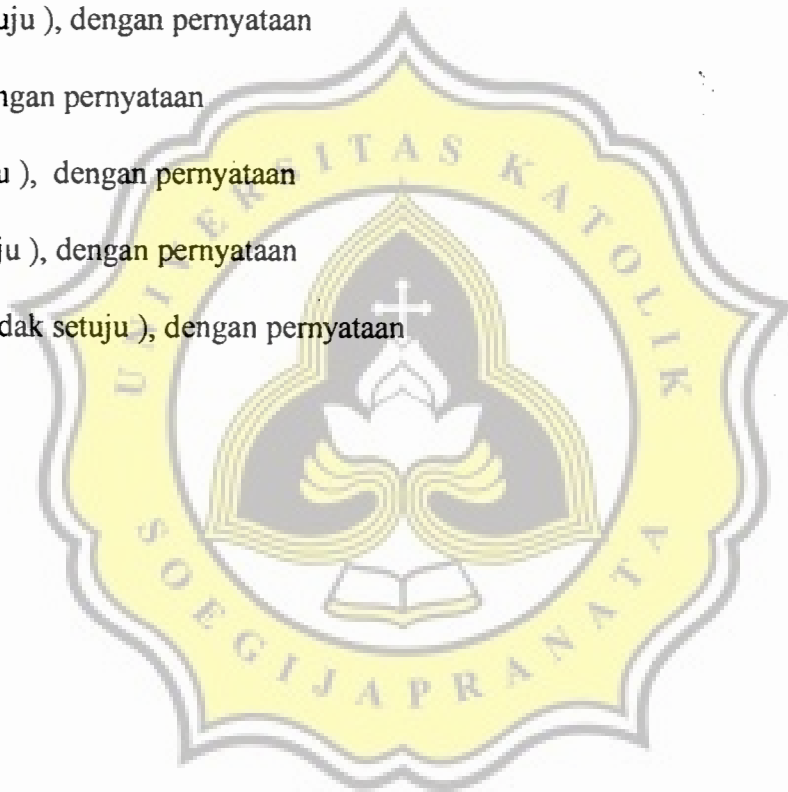 uju ), dengan pernyataan
ngan pernyataan
u ), dengan pernyataan
ju ), dengan pernyataan
dak setuju ), dengan pernyataan
UNIVERSITAS KATOLIK
SOEGIJAPRANATA